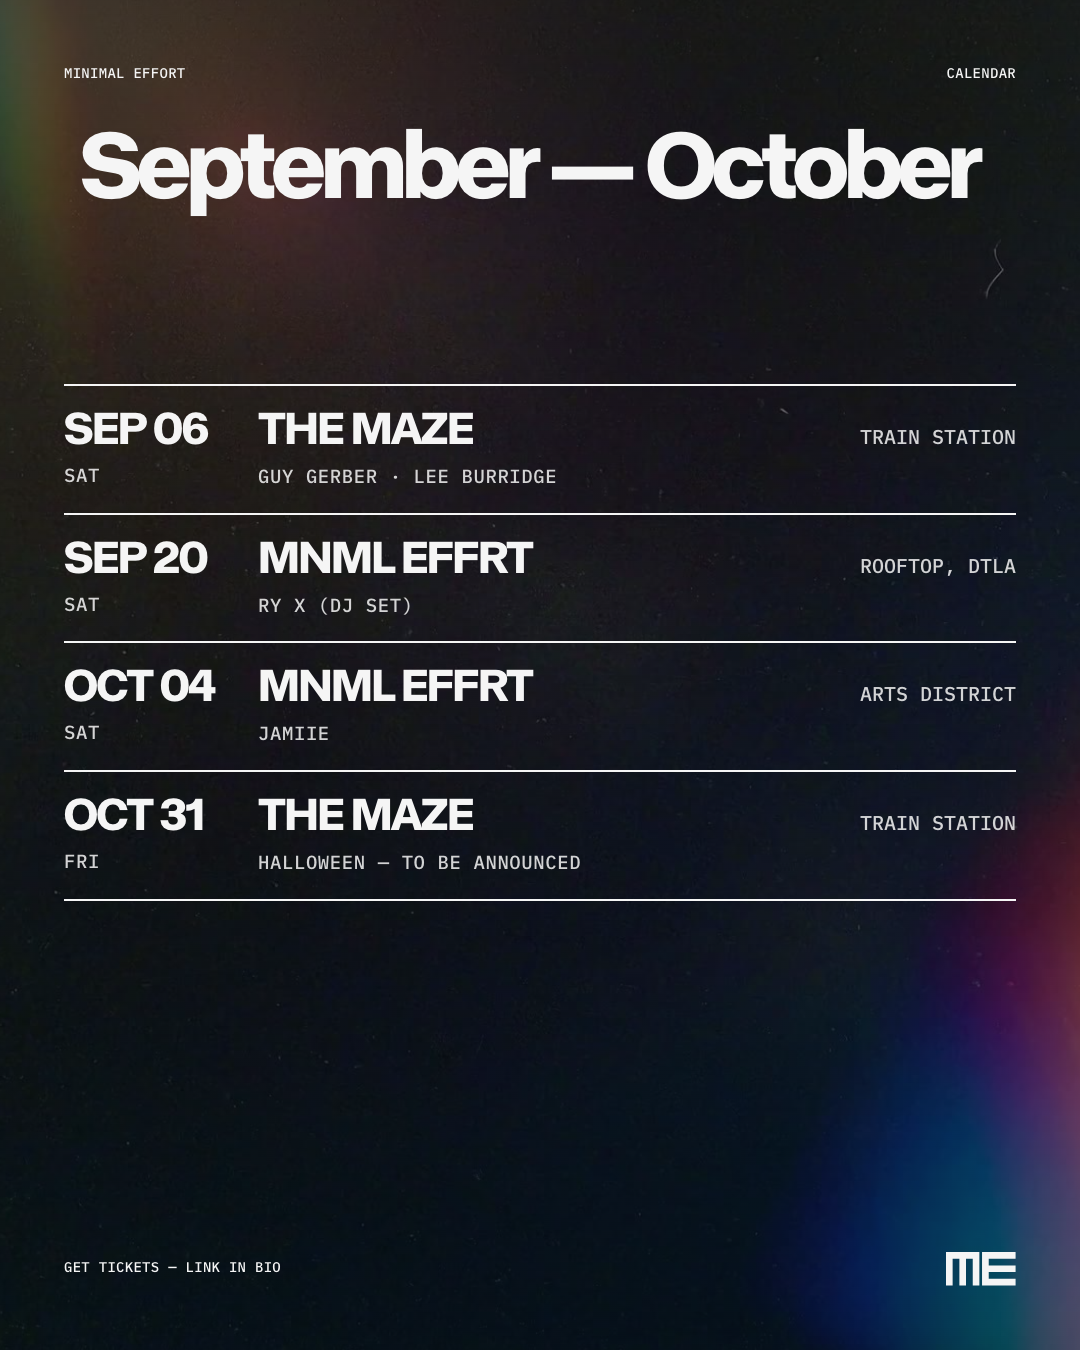 MINIMAL EFFORT
CALENDAR
September — October
SEP 06
THE MAZE
TRAIN STATION
SAT
GUY GERBER · LEE BURRIDGE
SEP 20
MNML EFFRT
ROOFTOP, DTLA
SAT
RY X (DJ SET)
OCT 04
MNML EFFRT
ARTS DISTRICT
SAT
JAMIIE
OCT 31
THE MAZE
TRAIN STATION
FRI
HALLOWEEN — TO BE ANNOUNCED
GET TICKETS — LINK IN BIO
ME